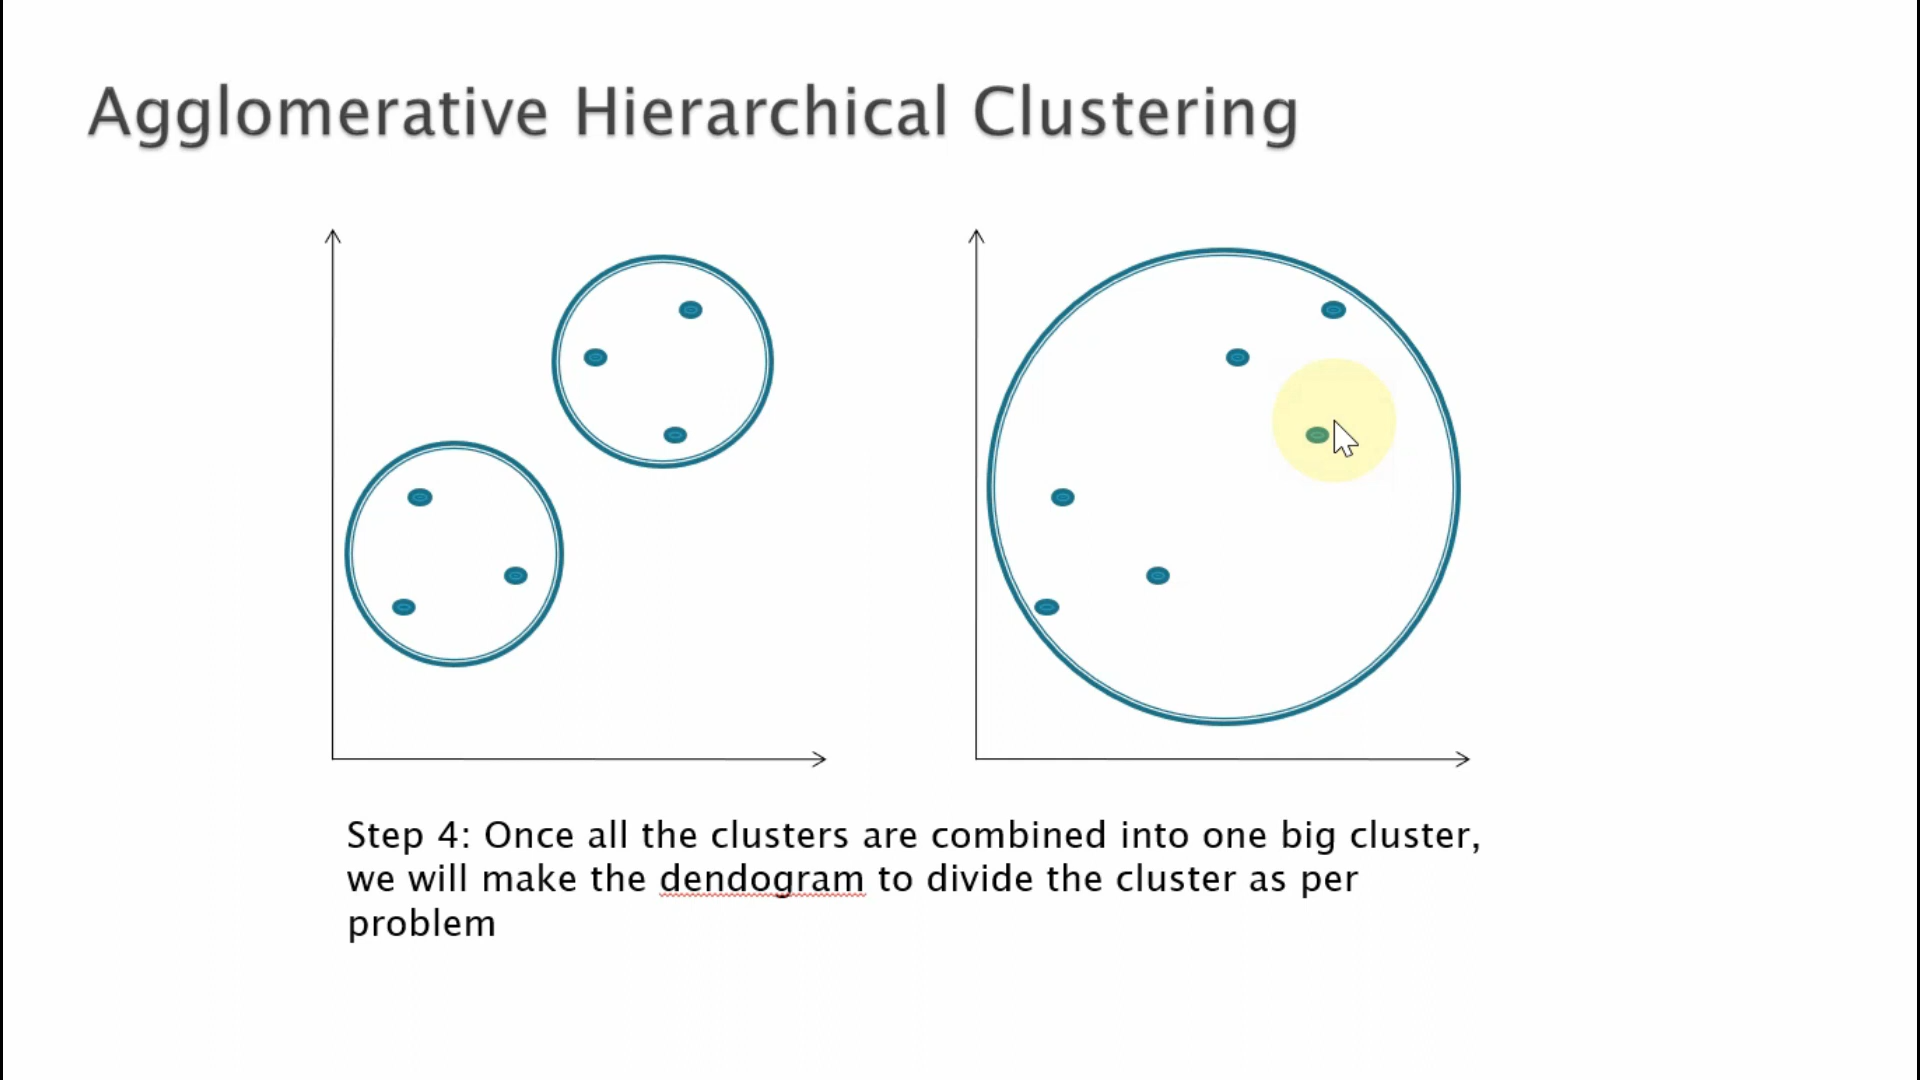 Agglomerative Hierarchical Clustering
Step 4: Once all the clusters are combined into one big cluster,
we will make the dendogram to divide the cluster as per
problem